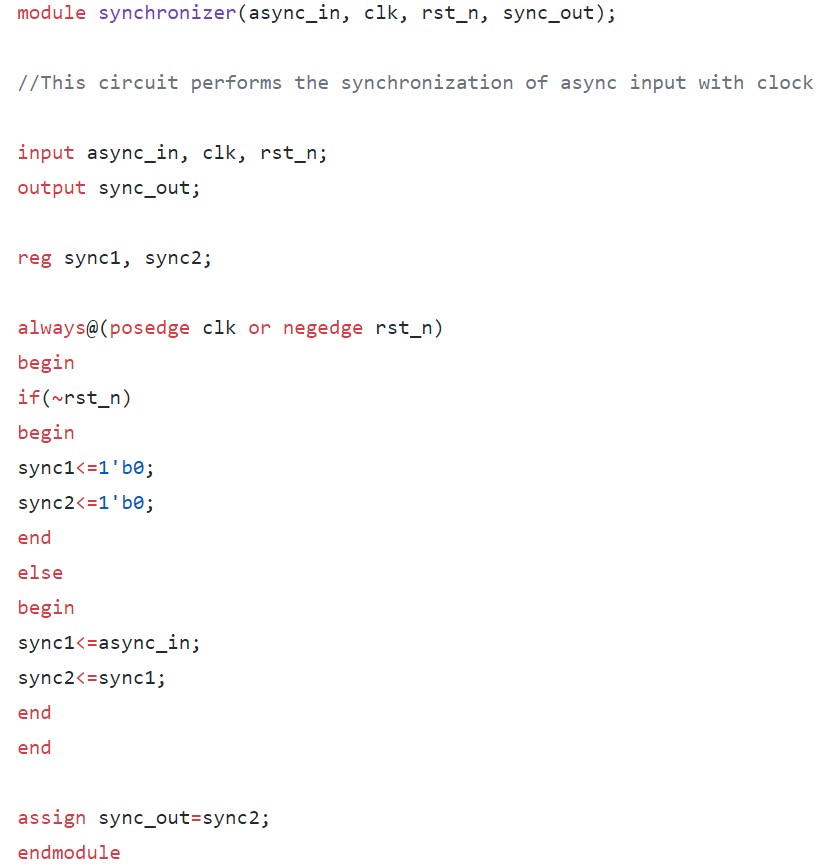 module synchronizer(async_in, clk, rst_n, sync_out);
//This circuit performs the synchronization of async input with clock
input async_in, clk, rst_n;
output sync_out;
reg sync1, sync2;
always@(posedge clk or negedge rst_n)
begin
if(~rst_n)
begin
sync1<=1'b0;
sync2<=1'b0;
end
else
begin
sync1<=async_in;
sync2<=sync1;
end
end
assign sync_out=sync2;
endmodule